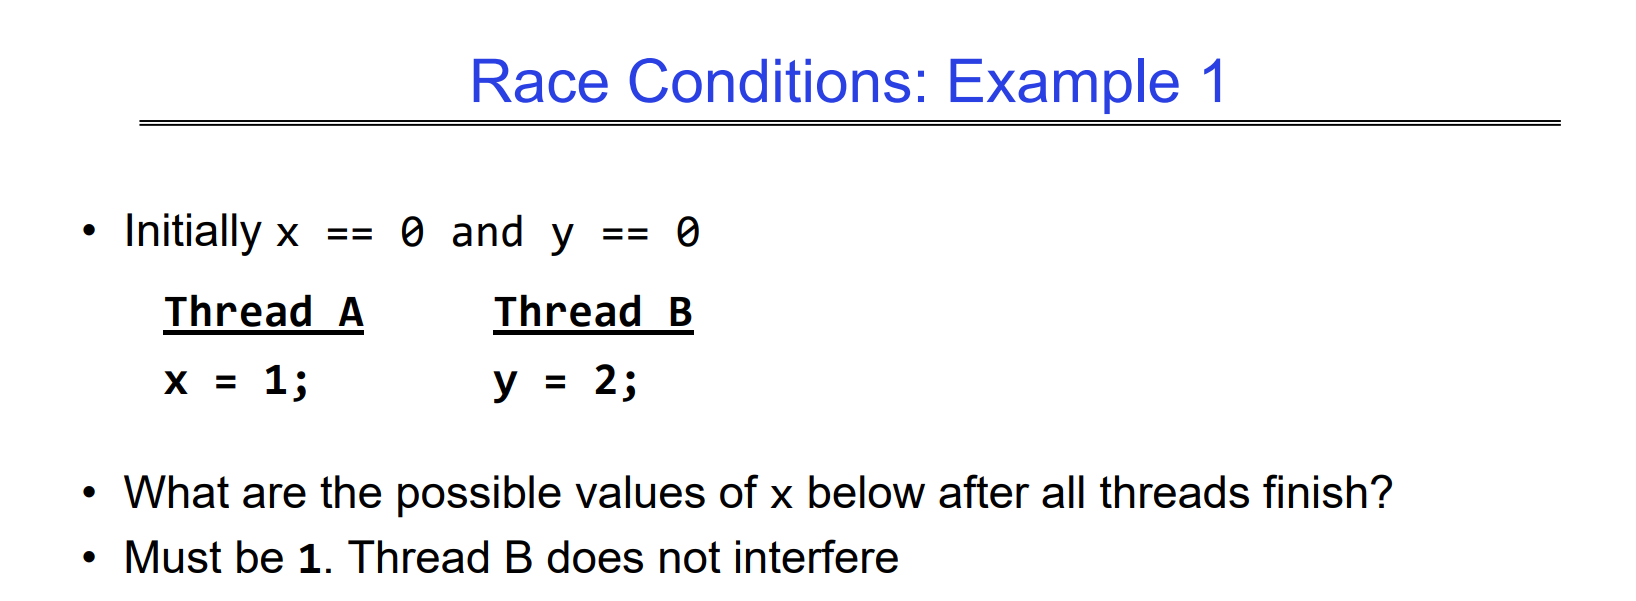 Race Conditions: Example 1
• Initially x == 0 and y == 0
Thread A Thread B
x = 1; y = 2;
• What are the possible values of x below after all threads finish?
• Must be 1. Thread B does not interfere